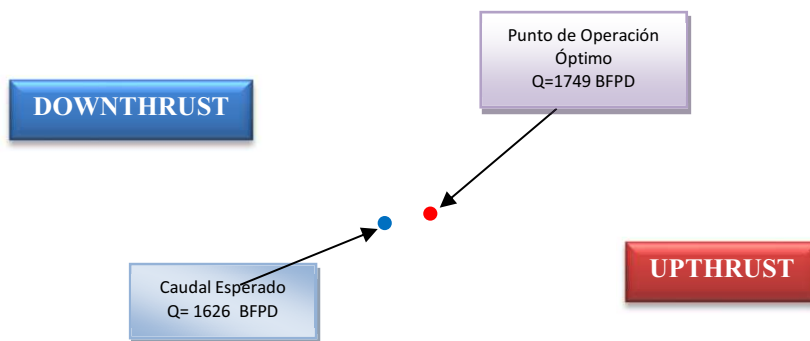 Punto de Operación
Óptimo
Q=1749 BFPD
DOWNTHRUST
UPTHRUST
Caudal Esperado
Q= 1626 BFPD